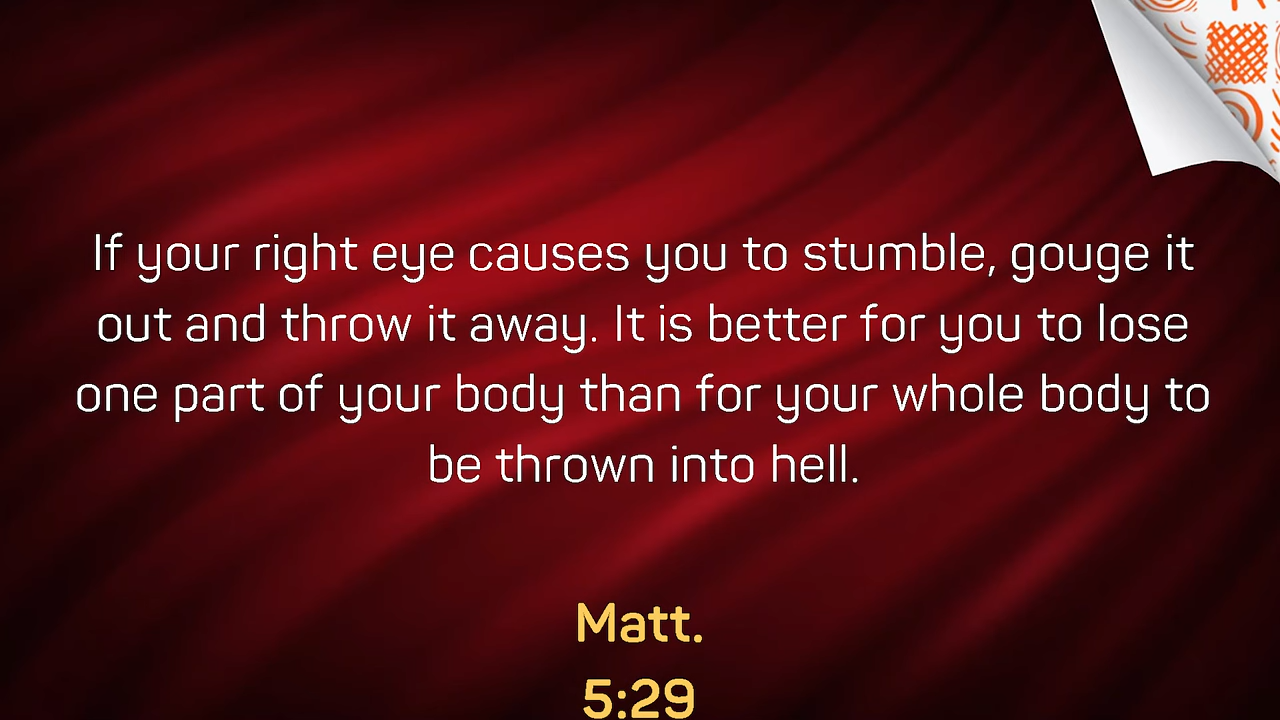 If your right eye causes you to stumble, gouge it
out and throw it away. It is better for you to lose
one part of your body than for your whole body to
be thrown into hell.
Matt.
5:29